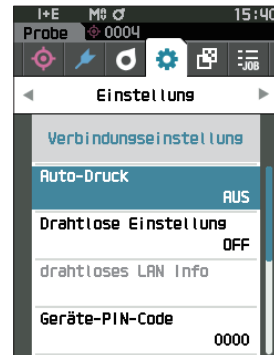 I+E M0 15:40
Probe 0004
-JOB
Einstellung
Verbindungseinstellung
Auto-Druck
AUS
Drahtlose Einstellung
OFF
drahtloses LAN Info
Geräte-PIN-Code
0000